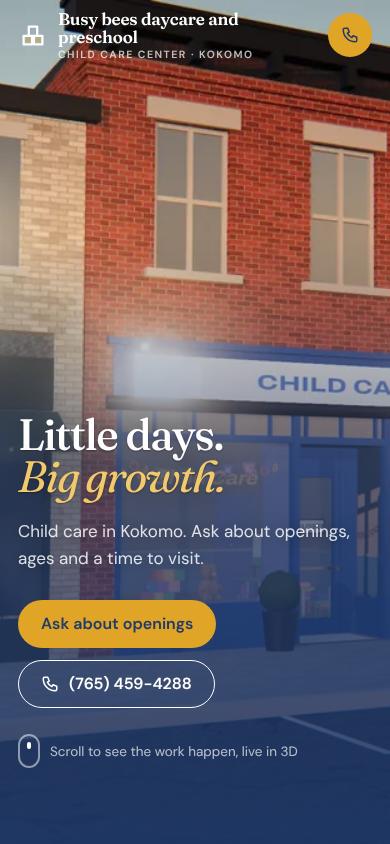 Busy bees daycare and
preschool
CHILD CARE CENTER · KOKOMO
CHILD CA
Little days.
Big growth.
Care
Child care in Kokomo. Ask about openings,
ages and a time to visit.
Ask about openings
(765) 459-4288
Scroll to see the work happen, live in 3D